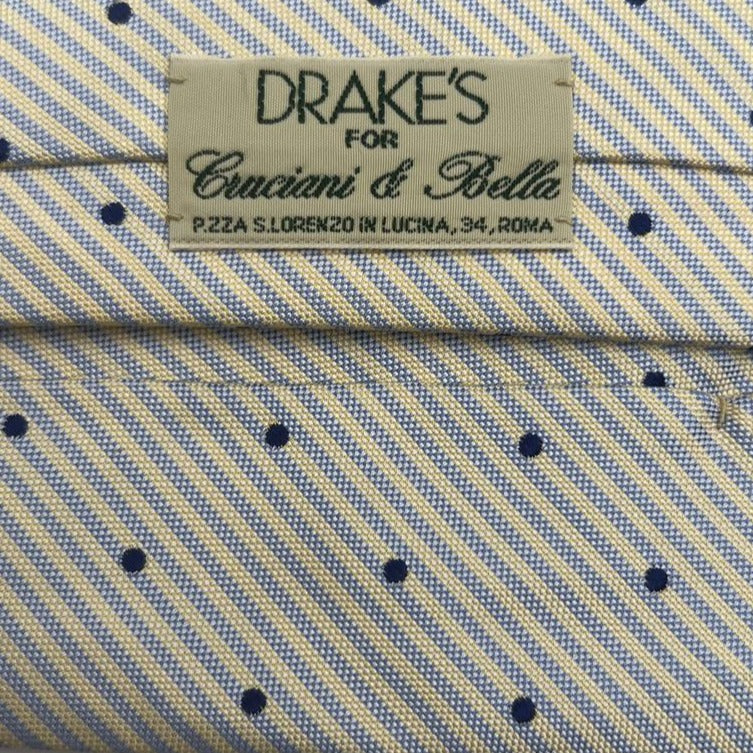 DRAKE'S
FOR
Cruciani & Bella
P.ZZA S.LORENZO IN LUCINA, 34, ROMA